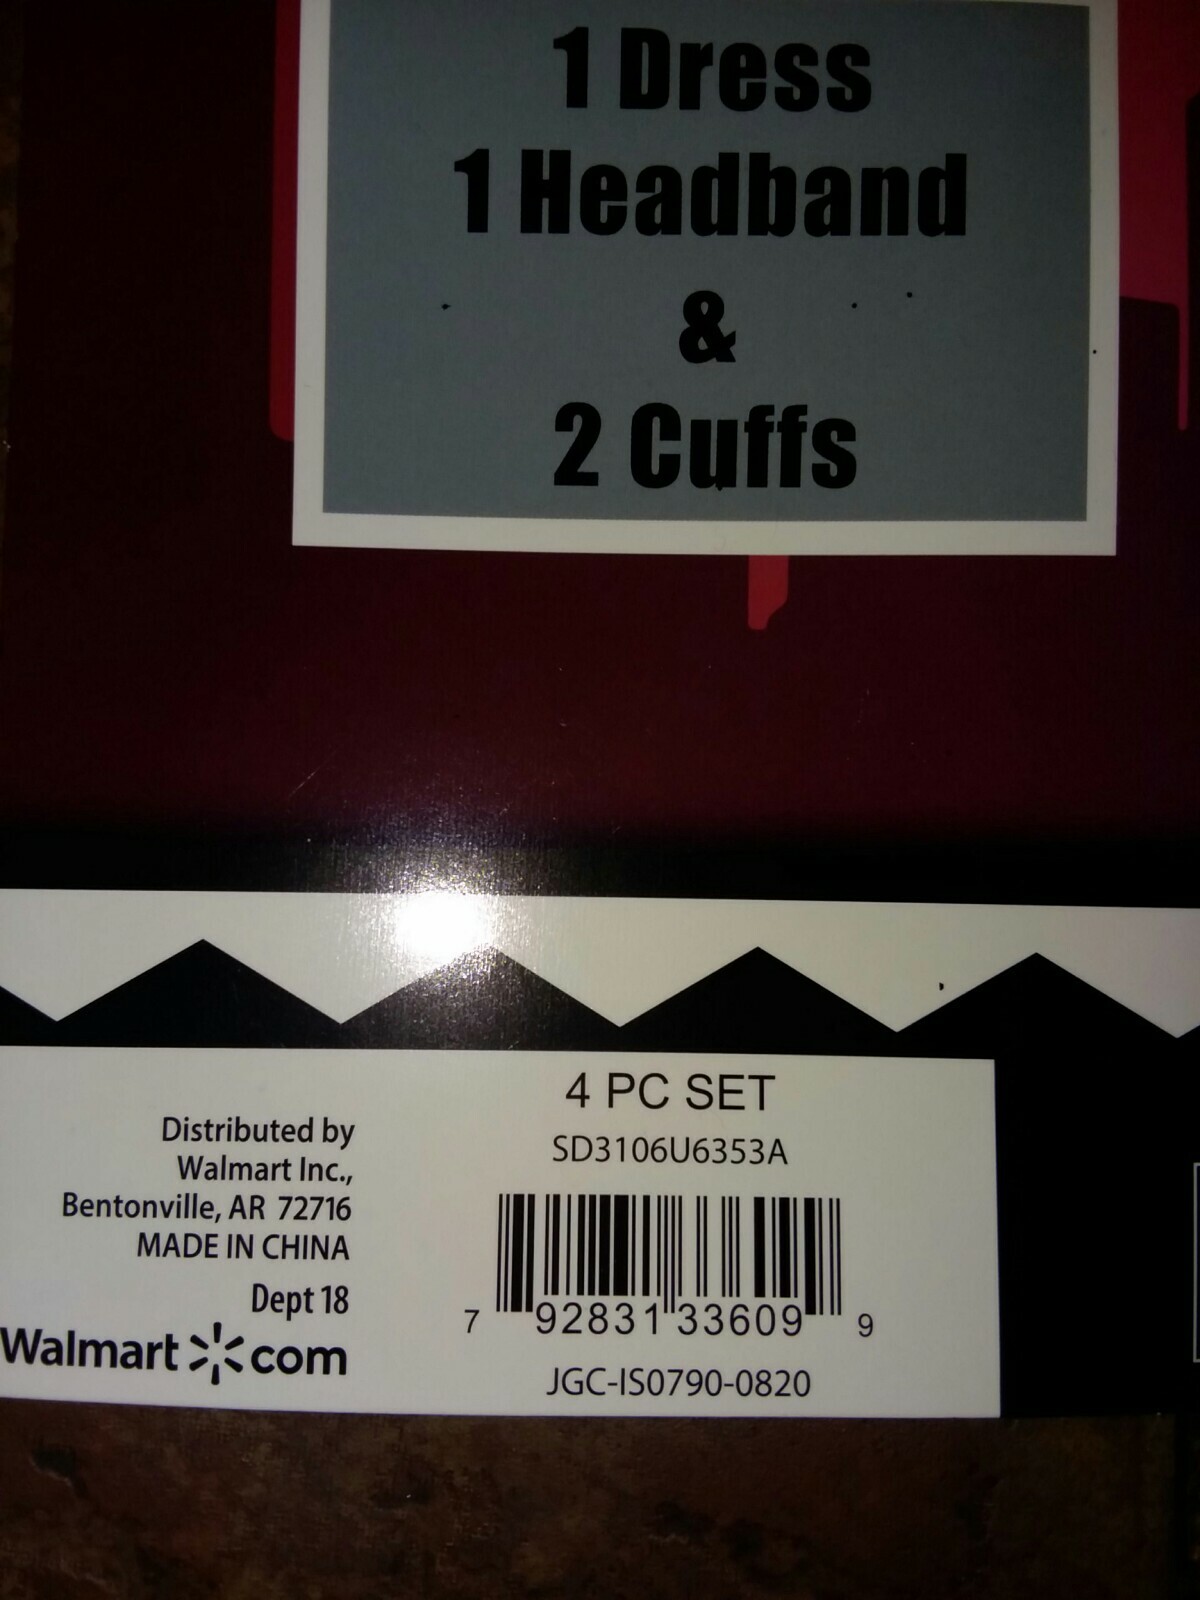 1 Dress
1 Headband
&
2 Cuffs
Distributed by
Walmart Inc.,
Bentonville, AR 72716
MADE IN CHINA
Dept 18
Walmart com
4 PC SET
SD3106U6353A
7 92831 33609 9
JGC-IS0790-0820